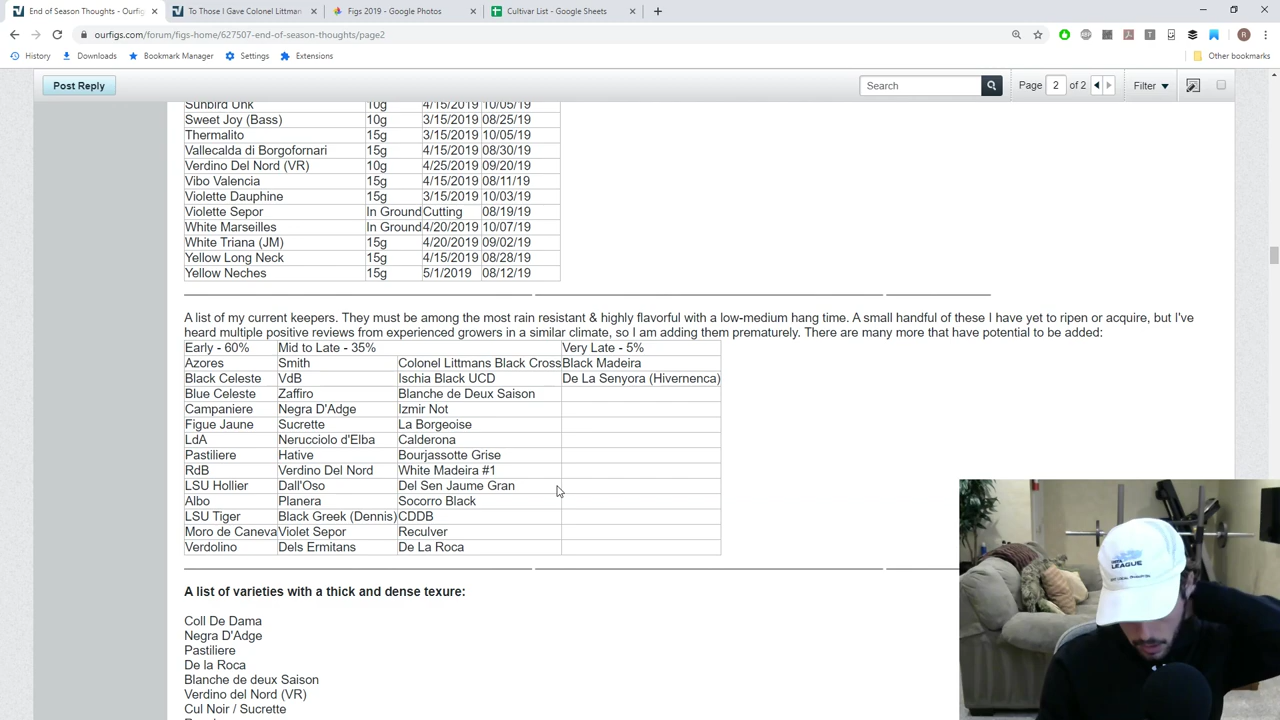 End of Season Thoughts - Ourfig
To Those I Gave Colonel Littman
Figs 2019 - Google Photos
Cultivar List - Google Sheets
ourfigs.com/forum/figs-home/627507-end-of-season-thoughts/page2
History Downloads Bookmark Manager Settings Extensions Other bookmarks
Post Reply Search Page 2 of 2 Filter
Sunbird Unk 10g 4/15/2019 10/05/19
Sweet Joy (Bass) 10g 3/15/2019 08/25/19
Thermalito 15g 3/15/2019 10/05/19
Vallecalda di Borgofornari 15g 4/15/2019 08/30/19
Verdino Del Nord (VR) 10g 4/25/2019 09/20/19
Vibo Valencia 15g 4/15/2019 08/11/19
Violette Dauphine 15g 3/15/2019 10/03/19
Violette Sepor In Ground Cutting 08/19/19
White Marseilles In Ground 4/20/2019 10/07/19
White Triana (JM) 15g 4/20/2019 09/02/19
Yellow Long Neck 15g 4/15/2019 08/28/19
Yellow Neches 15g 5/1/2019 08/12/19
A list of my current keepers. They must be among the most rain resistant & highly flavorful with a low-medium hang time. A small handful of these I have yet to ripen or acquire, but I've
heard multiple positive reviews from experienced growers in a similar climate, so I am adding them prematurely. There are many more that have potential to be added:
Early - 60% Mid to Late - 35% Very Late - 5%
Azores Smith Colonel Littmans Black Cross Black Madeira
Black Celeste VdB Ischia Black UCD De La Senyora (Hivernenca)
Blue Celeste Zaffiro Blanche de Deux Saison
Campaniere Negra D'Adge Izmir Not
Figue Jaune Sucrette La Borgeoise
LdA Nerucciolo d'Elba Calderona
Pastiliere Hative Bourjassotte Grise
RdB Verdino Del Nord White Madeira #1
LSU Hollier Dall'Oso Del Sen Jaume Gran
Albo Planera Socorro Black
LSU Tiger Black Greek (Dennis) CDDB
Moro de Caneva Violet Sepor Reculver
Verdolino Dels Ermitans De La Roca
A list of varieties with a thick and dense texure:
Coll De Dama
Negra D'Adge
Pastiliere
De la Roca
Blanche de deux Saison
Verdino del Nord (VR)
Cul Noir / Sucrette
LEAGUE